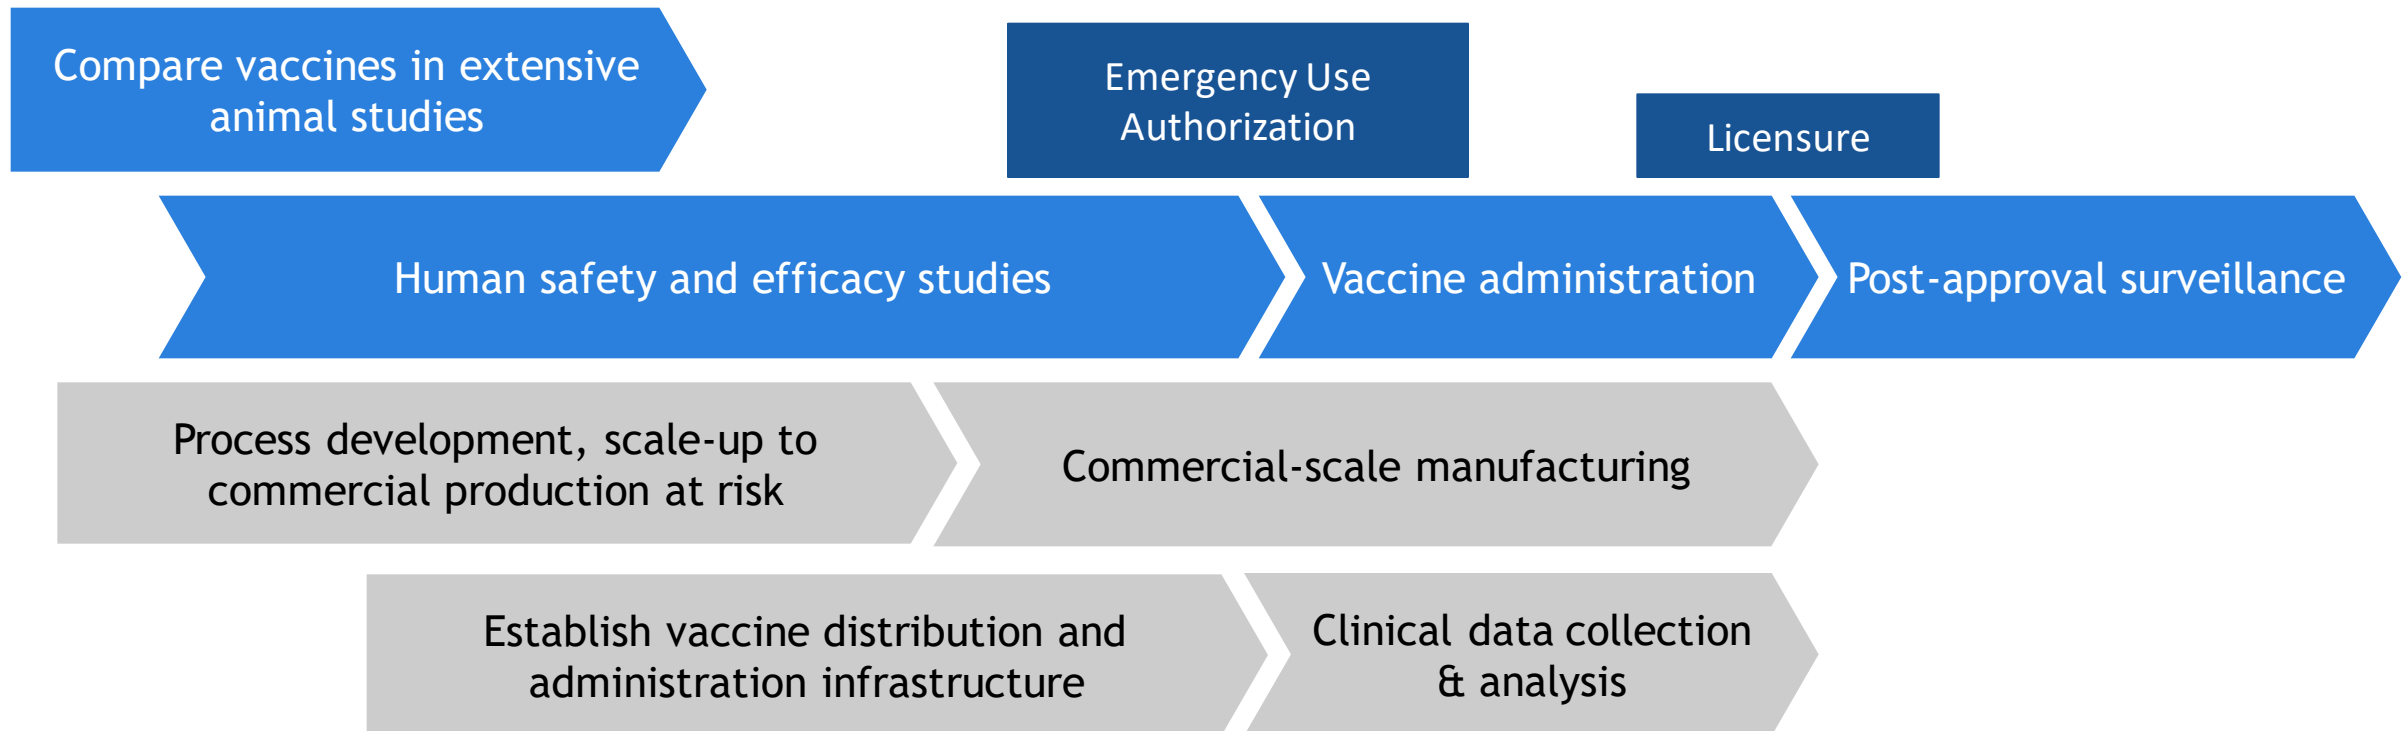 Compare vaccines in extensive
animal studies
Emergency Use
Authorization
Licensure
Human safety and efficacy studies
Vaccine administration
Post-approval surveillance
Process development, scale-up to
commercial production at risk
Commercial-scale manufacturing
Establish vaccine distribution and
administration infrastructure
Clinical data collection
& analysis